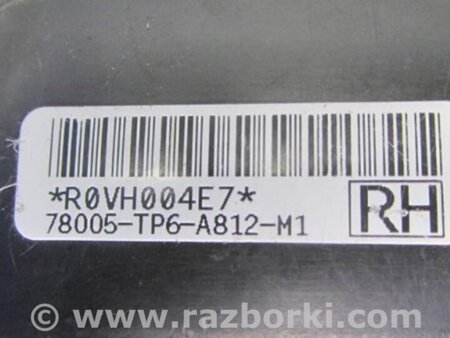 *R0VH004E7*
78005-TP6-A812-M1
RH
© www.razborki.com